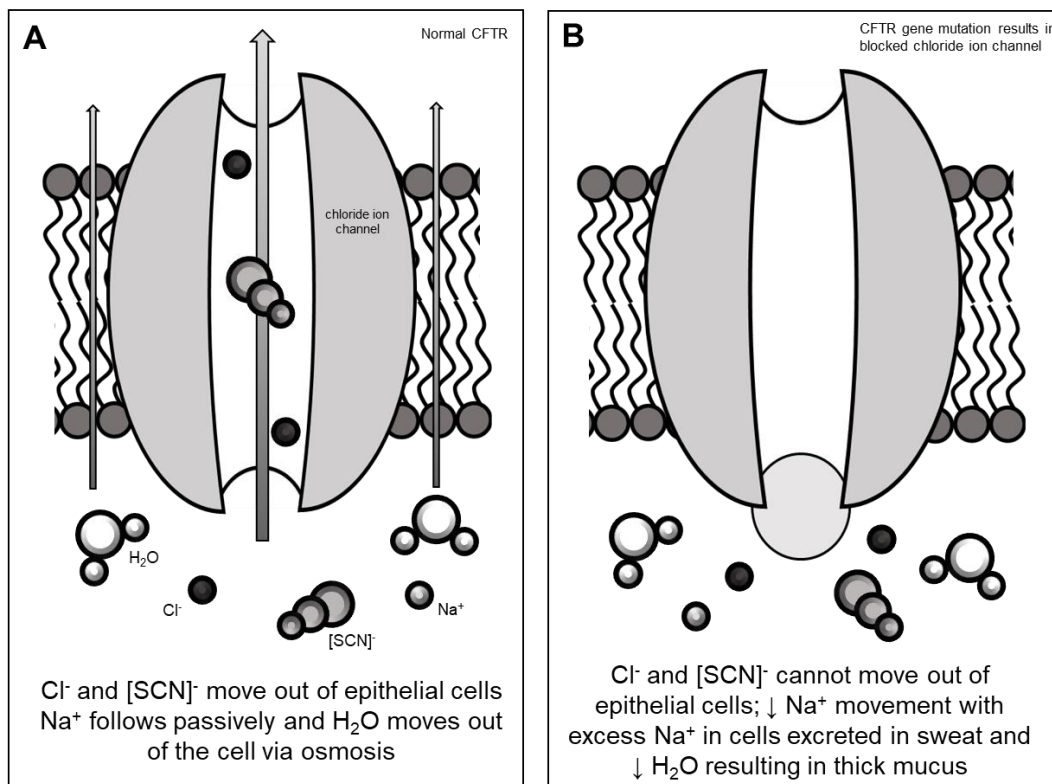 A
Normal CFTR
chloride ion
channel
H₂O
Cl⁻
[SCN]⁻
Na⁺
Cl⁻ and [SCN]⁻ move out of epithelial cells
Na⁺ follows passively and H₂O moves out
of the cell via osmosis
B
CFTR gene mutation results in
blocked chloride ion channel
Cl⁻ and [SCN]⁻ cannot move out of
epithelial cells; ↓ Na⁺ movement with
excess Na⁺ in cells excreted in sweat and
↓ H₂O resulting in thick mucus